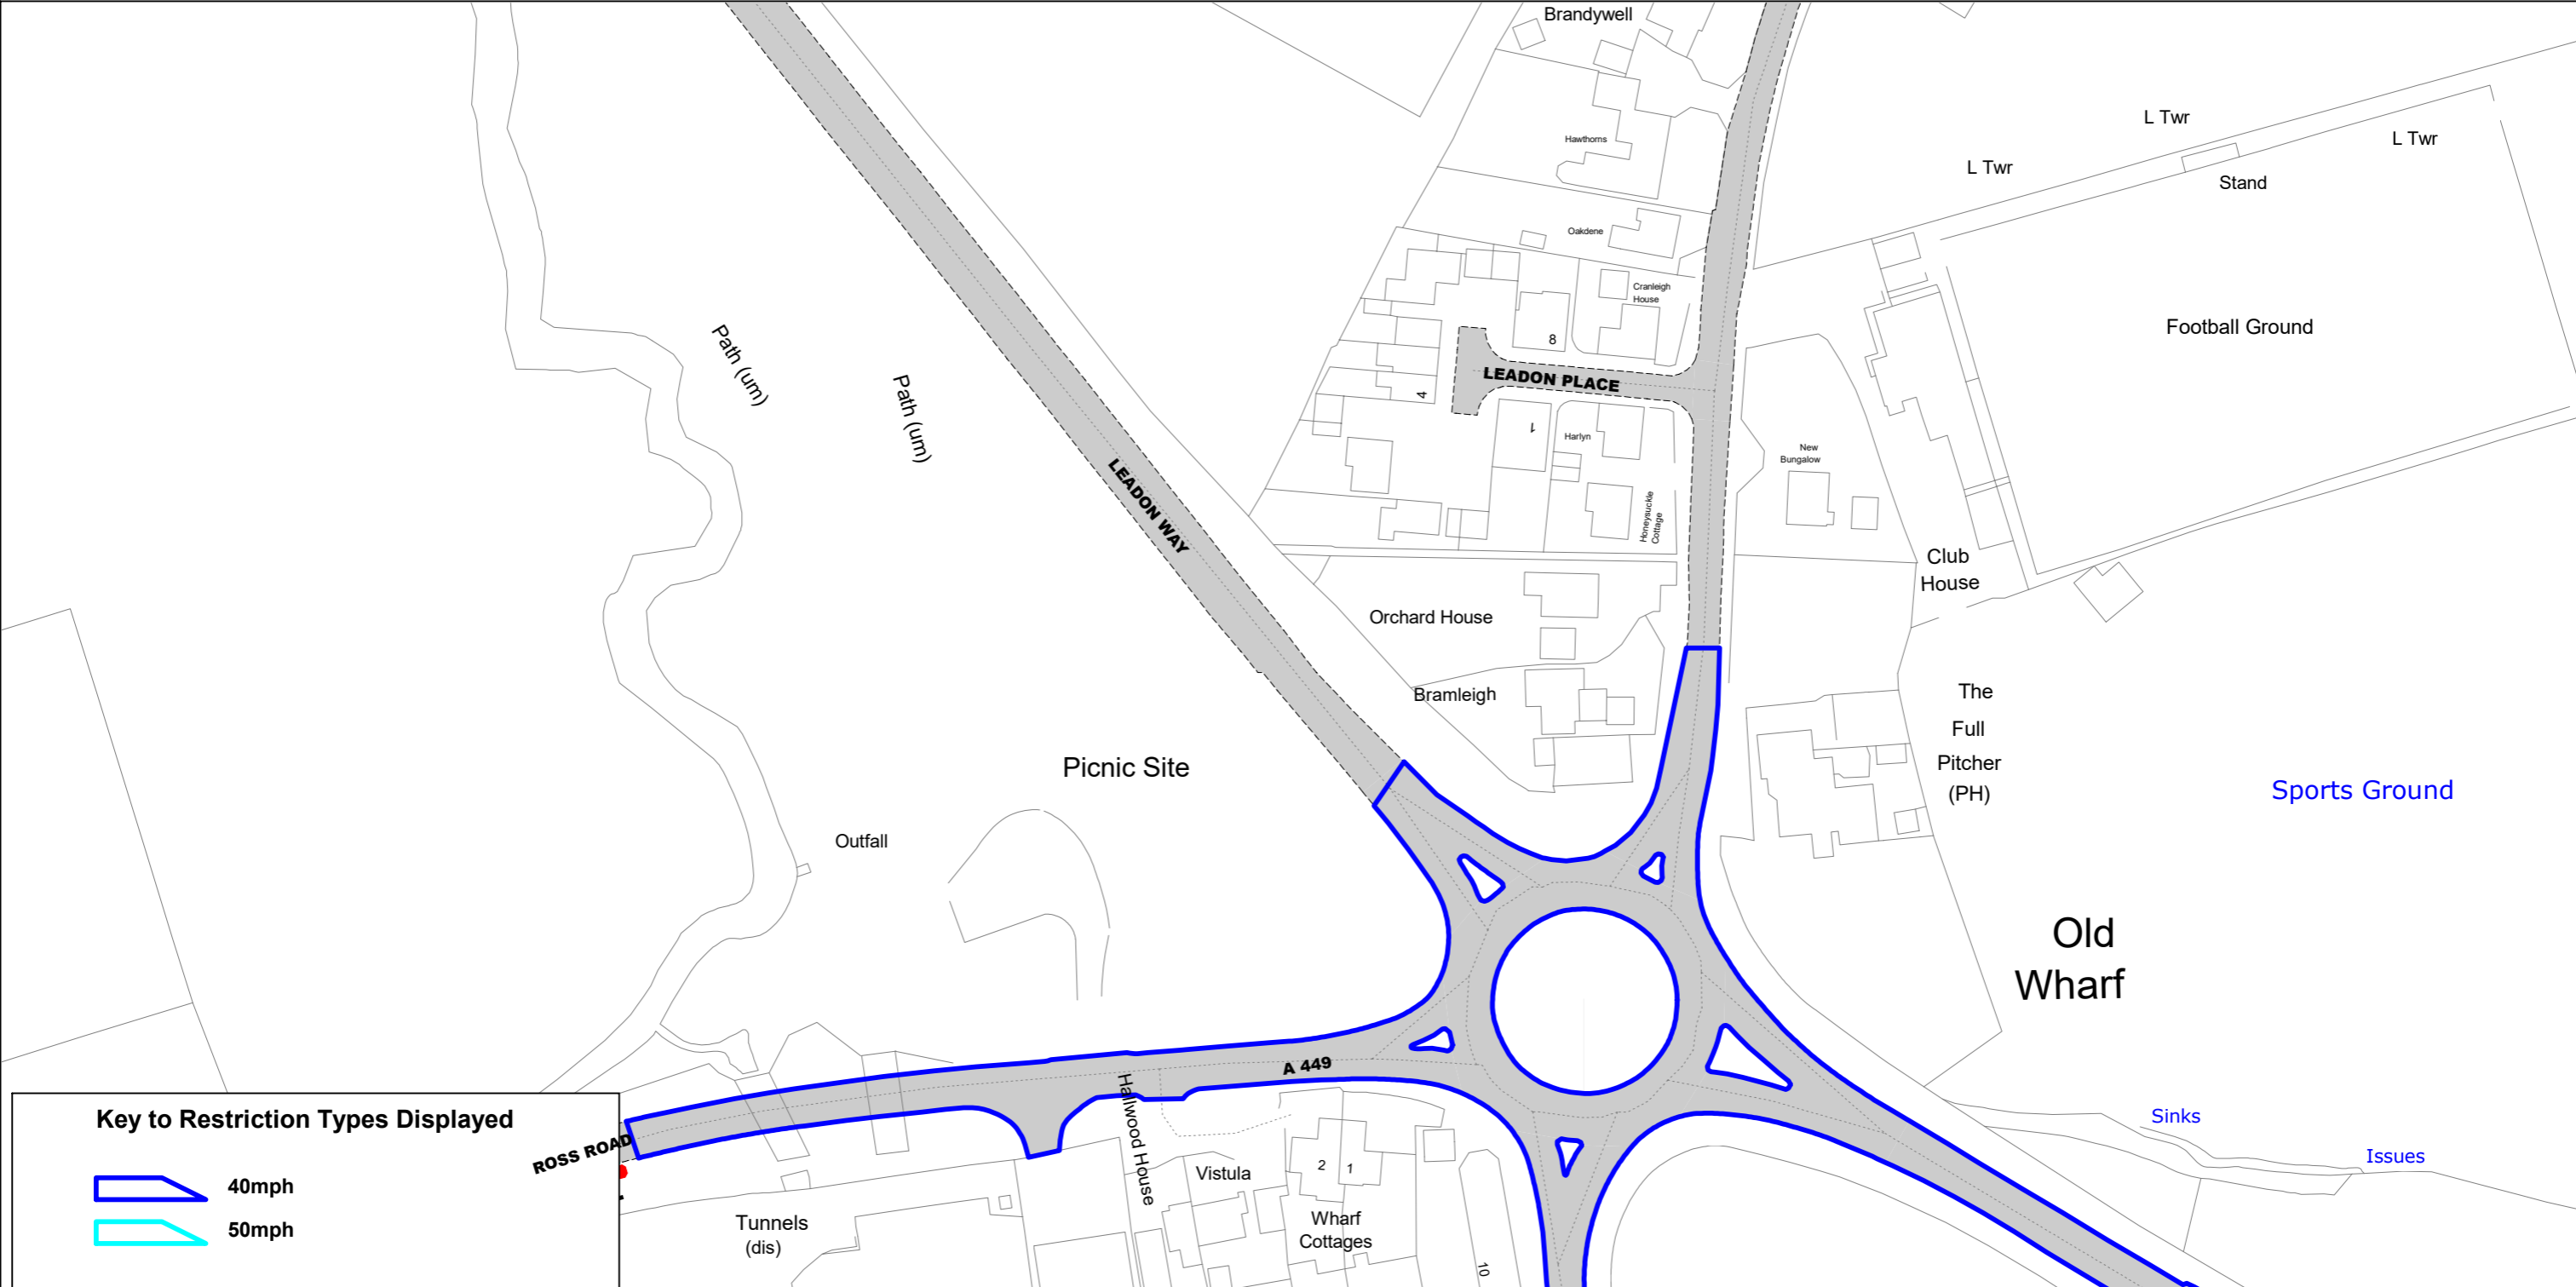 Brandywell
L Twr
L Twr
Hawthorns
L Twr
Stand
Oakdene
Cranleigh
House
Football Ground
Path (um)
Path (um)
8
LEADON PLACE
4
1
Harlyn
New
Bungalow
LEADON WAY
Honeysuckle
Cottage
Club
House
Orchard House
Bramleigh
The
Full
Pitcher
(PH)
Picnic Site
Sports Ground
Outfall
Old
Wharf
A 449
Hallwood House
Sinks
Issues
ROSS ROAD
Vistula
2
1
Wharf
Cottages
10
Tunnels
(dis)
Key to Restriction Types Displayed
40mph
50mph